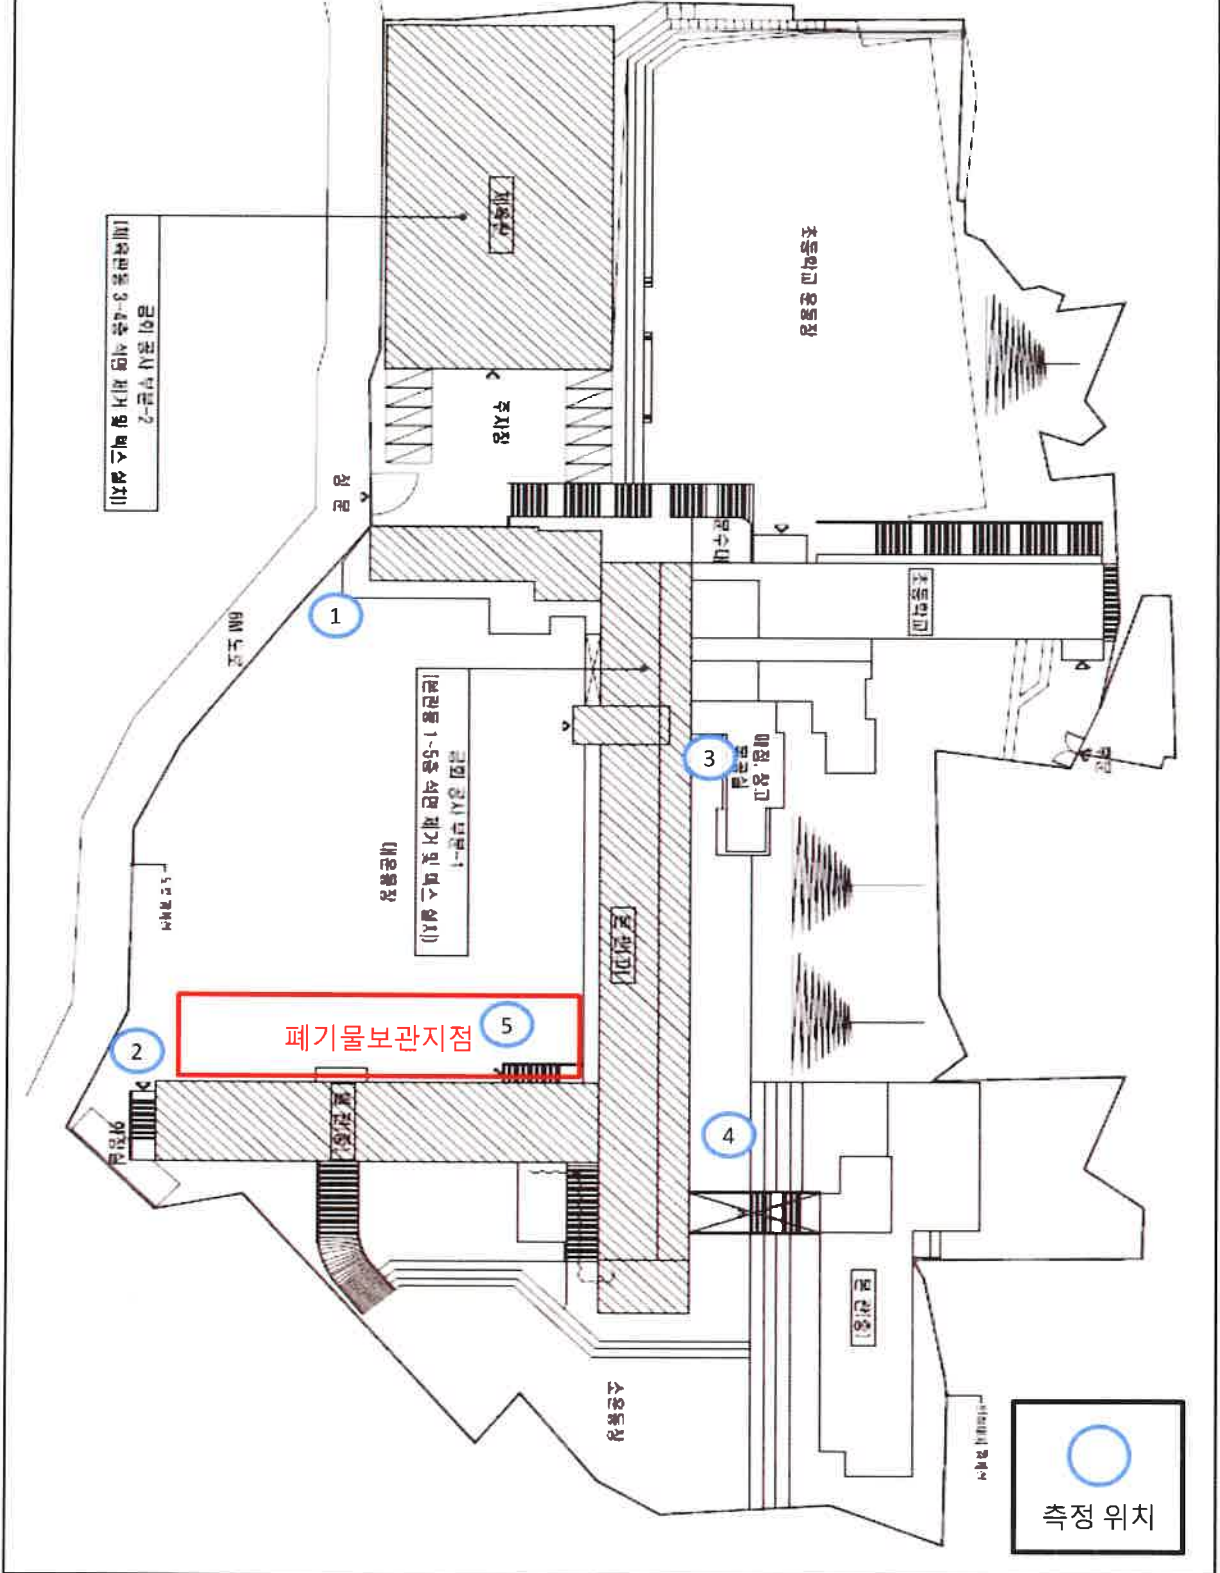 체육관
초등학교 운동장
금회 공사 부분-2
(체육관동 3-4층 석면 제거 및 텍스 설치)
주차장
정 문
초등학교
6M 도로
1
금회 공사 부분-1
(본관동 1-5층 석면 제거 및 텍스 설치)
3
매점, 창고
대운동장
본 관(고)
5
폐기물보관지점
2
별 관(중)
4
본 관(중)
소운동장
측정 위치